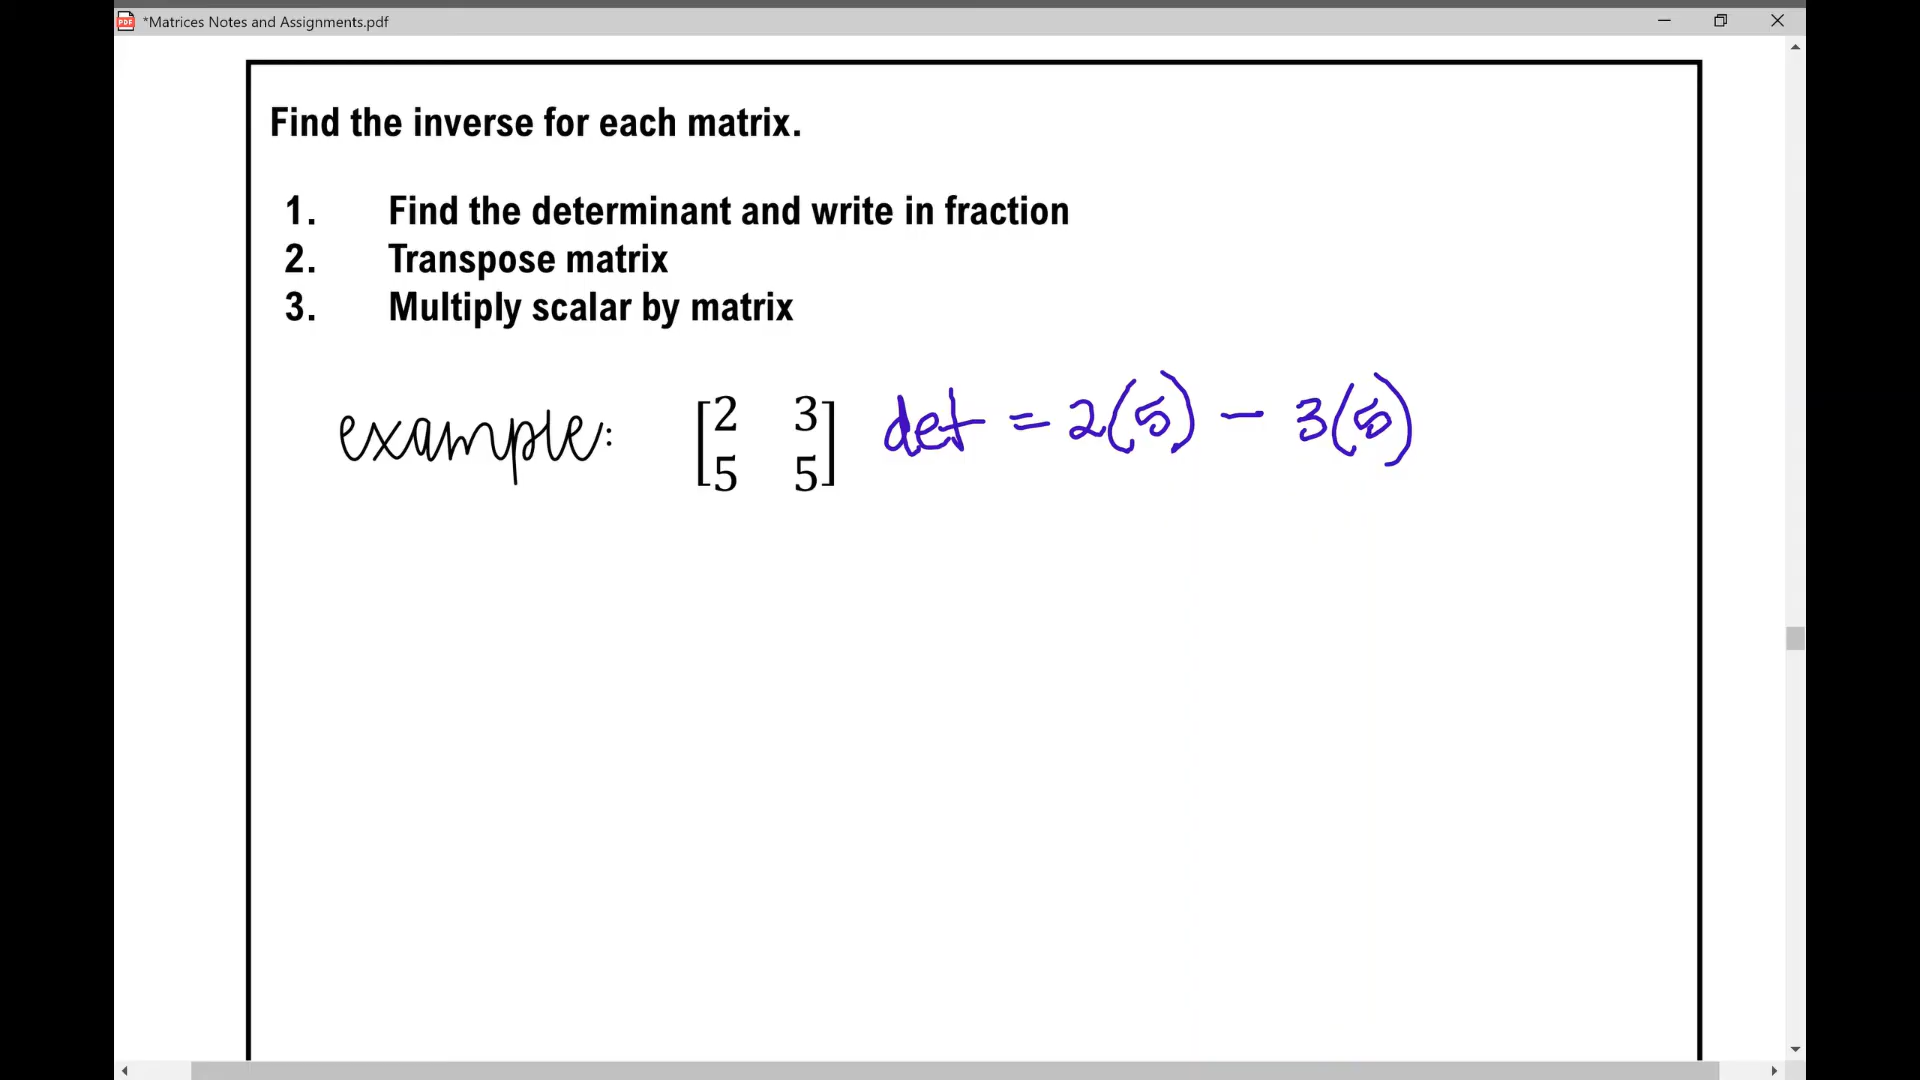 *Matrices Notes and Assignments.pdf
Find the inverse for each matrix.
1. Find the determinant and write in fraction
2. Transpose matrix
3. Multiply scalar by matrix
example: [2 3
5 5] det = 2(5) - 3(5)